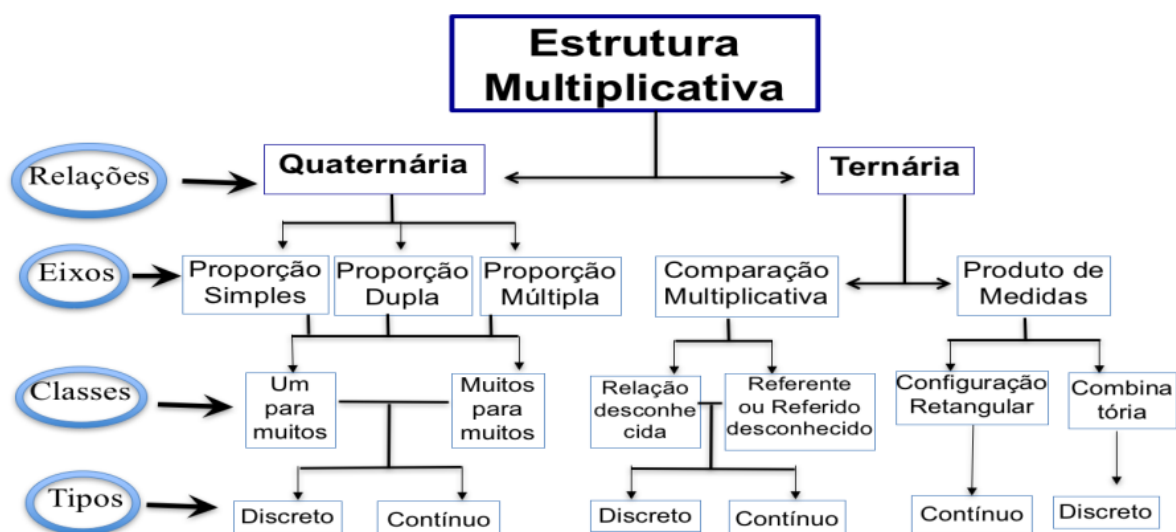 Estrutura
Multiplicativa
Relações
Quaternária
Ternária
Eixos
Proporção
Simples
Proporção
Dupla
Proporção
Múltipla
Comparação
Multiplicativa
Produto de
Medidas
Classes
Um
para
muitos
Muitos
para
muitos
Relação
desconhe
cida
Referente
ou Referido
desconhecido
Configuração
Retangular
Combina
tória
Tipos
Discreto
Contínuo
Discreto
Contínuo
Contínuo
Discreto